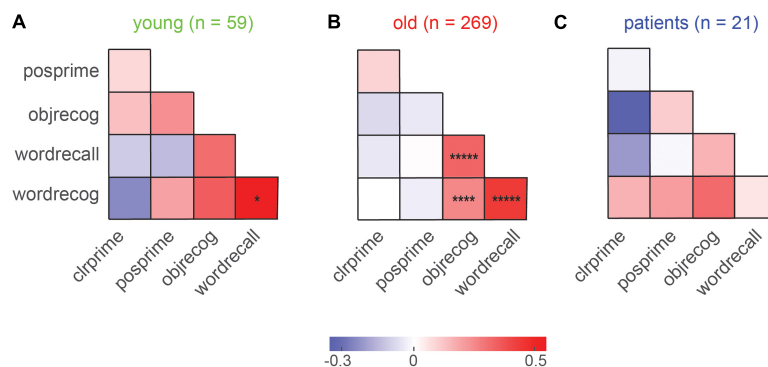 A young (n = 59)
B old (n = 269)
C patients (n = 21)
posprime
objrecog
wordrecall *****
wordrecog * **** *****
clrprime posprime objrecog wordrecall
clrprime posprime objrecog wordrecall
clrprime posprime objrecog wordrecall
-0.3 0 0.5